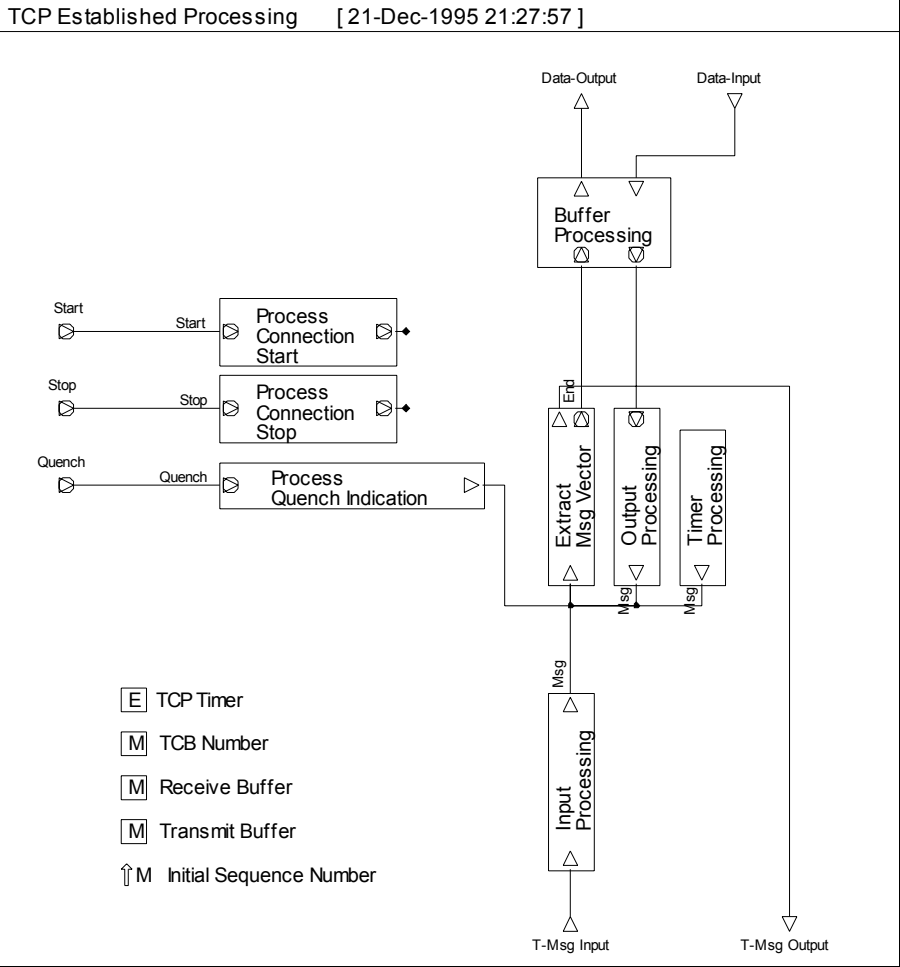 TCP Established Processing [ 21-Dec-1995 21:27:57 ]
Data-Output
Data-Input
Buffer
Processing
Start
Start
Process
Connection
Start
Stop
Stop
Process
Connection
Stop
Quench
Quench
Process
Quench Indication
End
Extract
Msg Vector
Output
Processing
Timer
Processing
Msg
Msg
Msg
Input
Processing
E TCP Timer
M TCB Number
M Receive Buffer
M Transmit Buffer
⇑M Initial Sequence Number
T-Msg Input
T-Msg Output